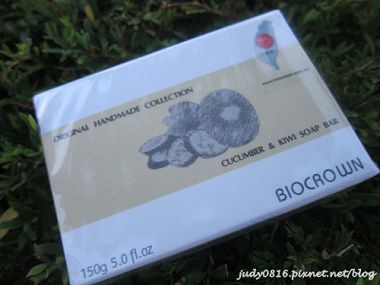 ORIGINAL HANDMADE COLLECTION
CUCUMBER & KIWI SOAP BAR
BIOCROWN
150g 5.0 fl.oz
judy0816.pixnet.net/blog